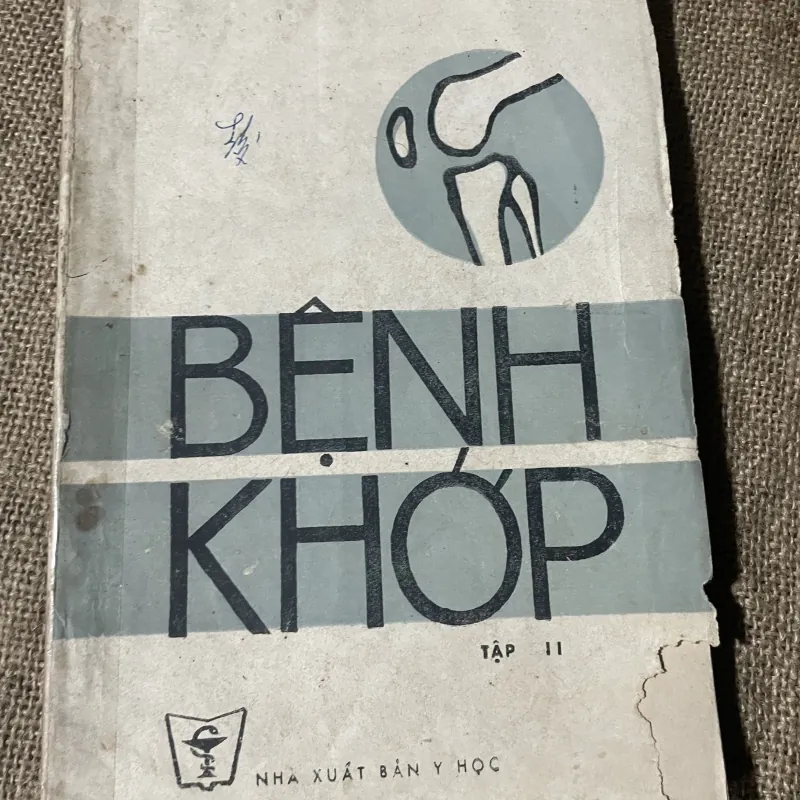 BỆNH
KHỚP
TẬP II
NHÀ XUẤT BẢN Y HỌC